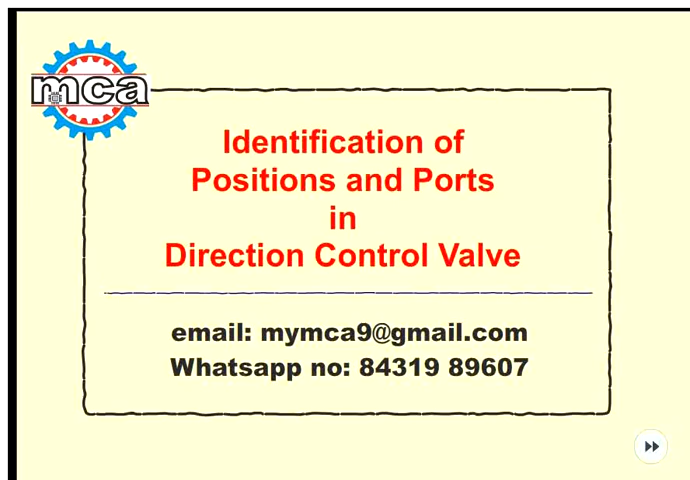 mca
Identification of
Positions and Ports
in
Direction Control Valve
email: mymca9@gmail.com
Whatsapp no: 84319 89607